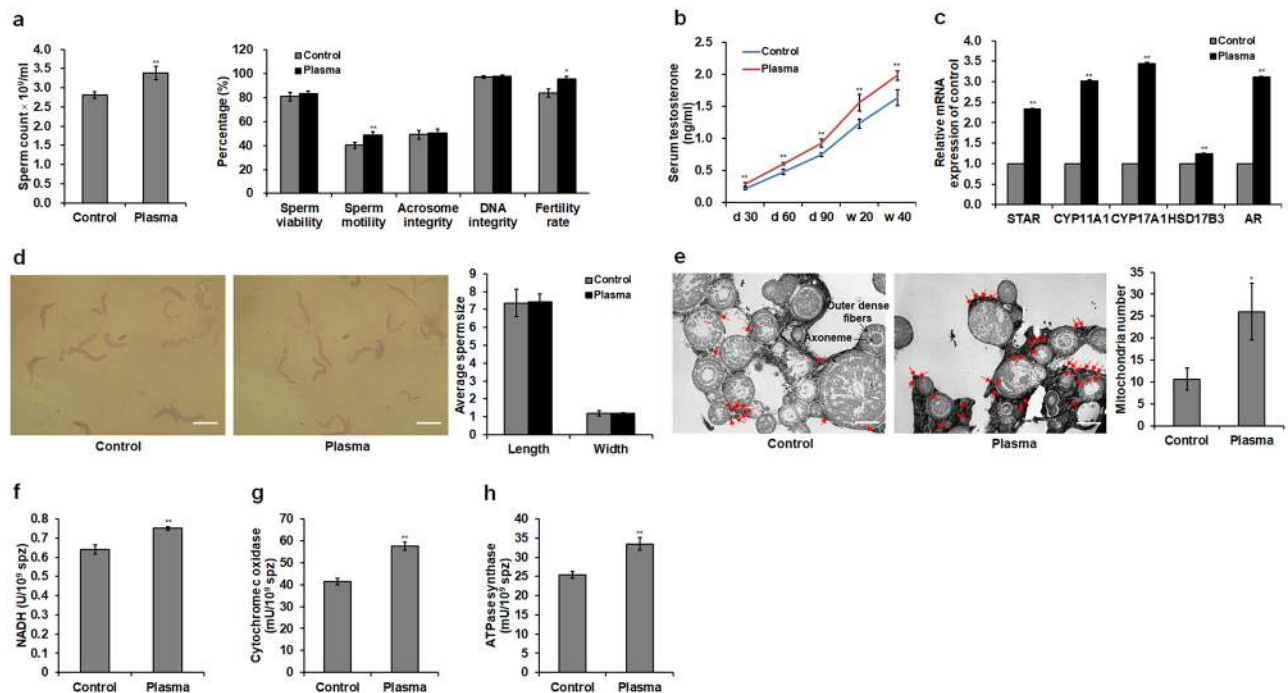 a
Sperm count × 10⁹/ml
4.0
3.5
3.0
2.5
2.0
1.5
1.0
0.5
0.0
**
Control
Plasma
Percentage (%)
120
100
80
60
40
20
0
Control
Plasma
**
*
Sperm viability
Sperm motility
Acrosome integrity
DNA integrity
Fertility rate
b
Serum testosterone
(ng/ml)
2.5
2.0
1.5
1.0
0.5
0.0
Control
Plasma
**
**
**
**
**
d 30
d 60
d 90
w 20
w 40
c
Relative mRNA
expression of control
4.0
3.5
3.0
2.5
2.0
1.5
1.0
0.5
0.0
**
**
**
**
**
STAR
CYP11A1
CYP17A1
HSD17B3
AR
d
Control
Plasma
Average sperm size
9
8
7
6
5
4
3
2
1
0
Control
Plasma
Length
Width
e
Outer dense
fibers
Axoneme
Control
Plasma
Mitochondria number
35
30
25
20
15
10
5
0
*
Control
Plasma
f
NADH (U/10⁹ spz)
0.8
0.7
0.6
0.5
0.4
0.3
0.2
0.1
0
**
Control
Plasma
g
Cytochrome c oxidase
(mU/10⁹ spz)
70
60
50
40
30
20
10
0
**
Control
Plasma
h
ATPase synthase
(mU/10⁹ spz)
40
35
30
25
20
15
10
5
0
**
Control
Plasma